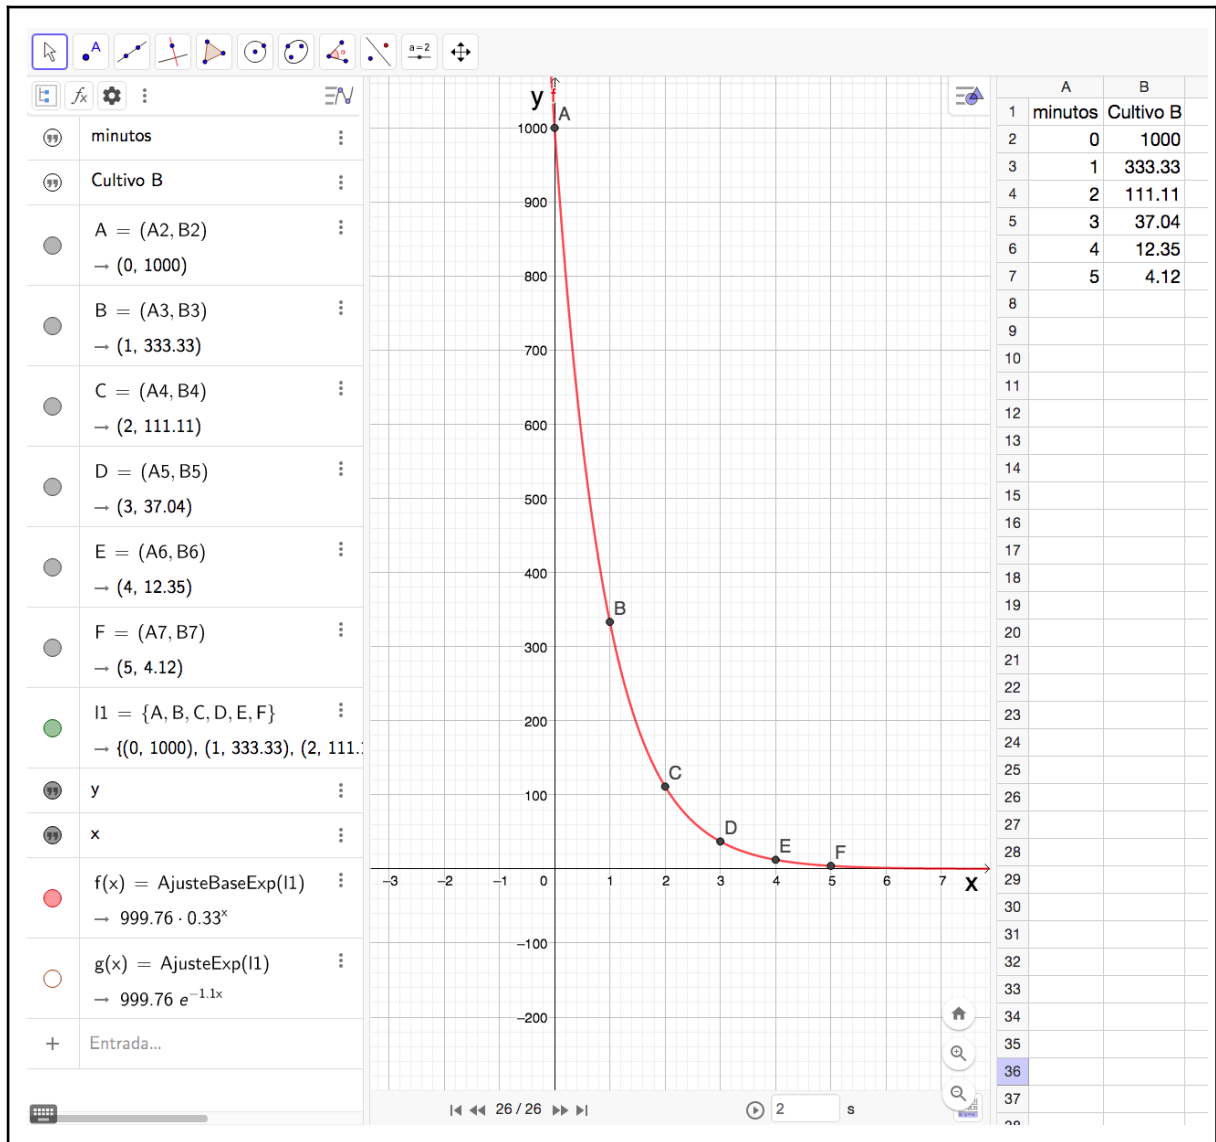 A
a=2
fx
minutos
Cultivo B
A = (A2, B2)
→ (0, 1000)
B = (A3, B3)
→ (1, 333.33)
C = (A4, B4)
→ (2, 111.11)
D = (A5, B5)
→ (3, 37.04)
E = (A6, B6)
→ (4, 12.35)
F = (A7, B7)
→ (5, 4.12)
l1 = {A, B, C, D, E, F}
→ {(0, 1000), (1, 333.33), (2, 111.
y
x
f(x) = AjusteBaseExp(l1)
→ 999.76 · 0.33ˣ
g(x) = AjusteExp(l1)
→ 999.76 e⁻¹·¹ˣ
+ Entrada...
y
f
A
1000
900
800
700
600
500
400
B
300
200
C
100
D
E
F
−3 −2 −1 0 1 2 3 4 5 6 7 x
−100
−200
26 / 26
2 s
A B
1 minutos Cultivo B
2 0 1000
3 1 333.33
4 2 111.11
5 3 37.04
6 4 12.35
7 5 4.12
8
9
10
11
12
13
14
15
16
17
18
19
20
21
22
23
24
25
26
27
28
29
30
31
32
33
34
35
36
37